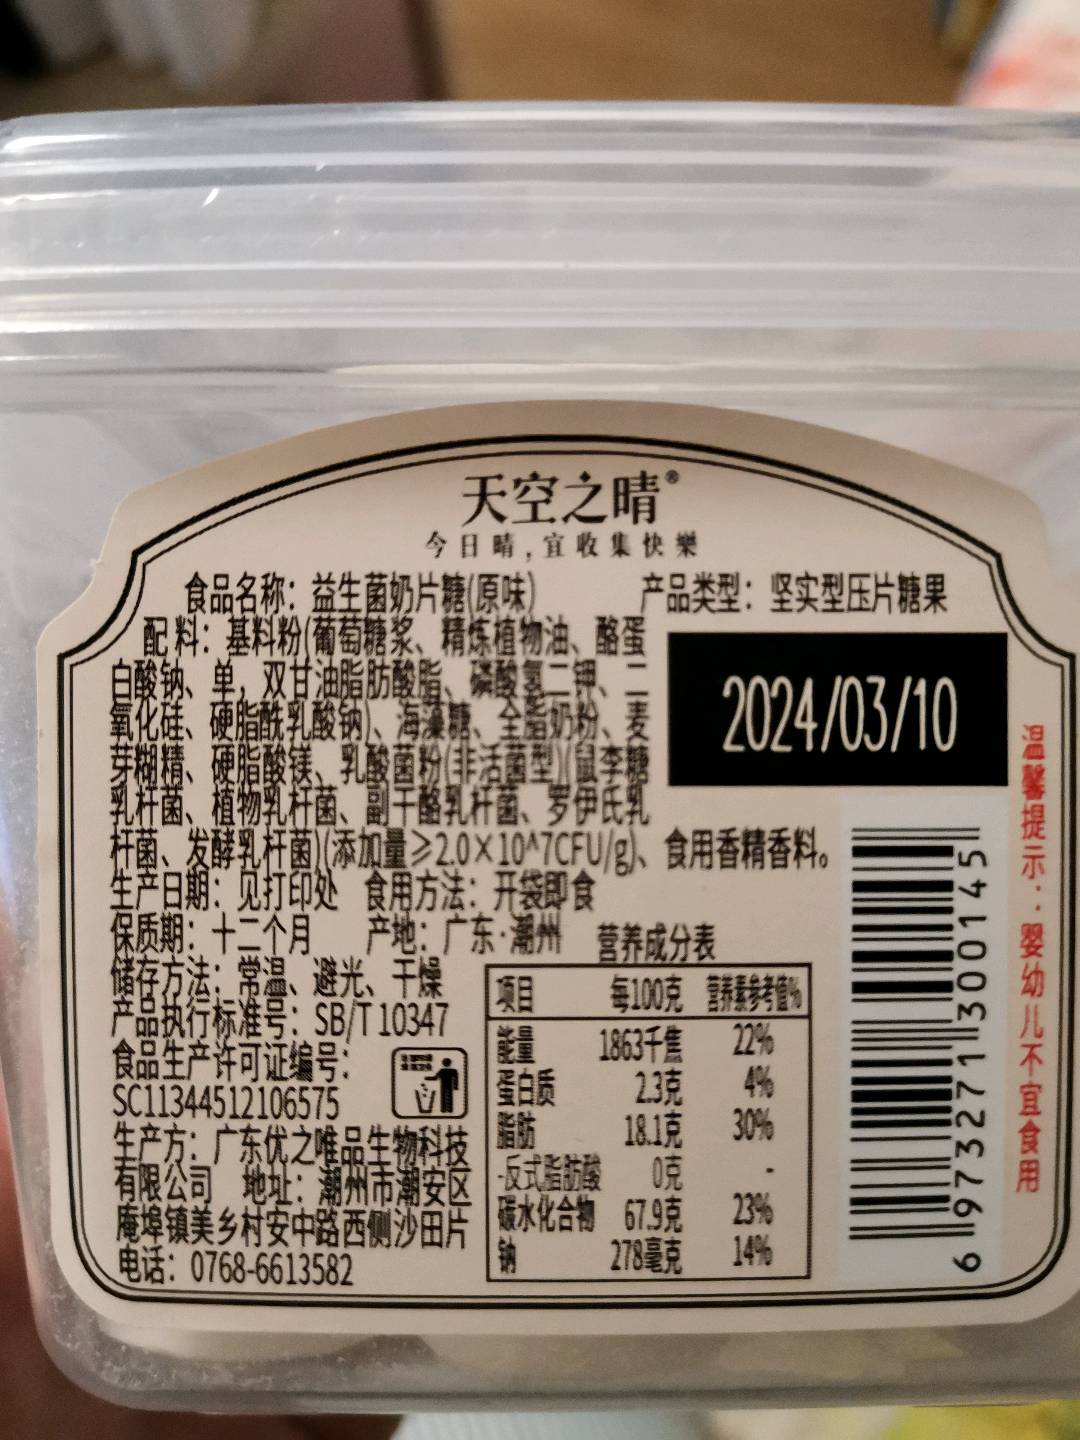 天空之晴®
今日晴,宜收集快樂
食品名称：益生菌奶片糖(原味) 产品类型：坚实型压片糖果
配料：基料粉(葡萄糖浆、精炼植物油、酪蛋
白酸钠、单，双甘油脂肪酸脂、磷酸氢二钾、二
氧化硅、硬脂酰乳酸钠)、海藻糖、全脂奶粉、麦
芽糊精、硬脂酸镁、乳酸菌粉(非活菌型)(鼠李糖
乳杆菌、植物乳杆菌、副干酪乳杆菌、罗伊氏乳
杆菌、发酵乳杆菌)(添加量≥2.0×10^7CFU/g)、食用香精香料。
2024/03/10
生产日期：见打印处 食用方法：开袋即食
保质期：十二个月 产地：广东·潮州
储存方法：常温、避光、干燥
产品执行标准号：SB/T 10347
食品生产许可证编号：
SC11344512106575
生产方：广东优之唯品生物科技
有限公司 地址：潮州市潮安区
庵埠镇美乡村安中路西侧沙田片
电话：0768-6613582
营养成分表
项目 每100克 营养素参考值%
能量 1863千焦 22%
蛋白质 2.3克 4%
脂肪 18.1克 30%
-反式脂肪酸 0克 -
碳水化合物 67.9克 23%
钠 278毫克 14%
6973271300145
温馨提示：婴幼儿不宜食用